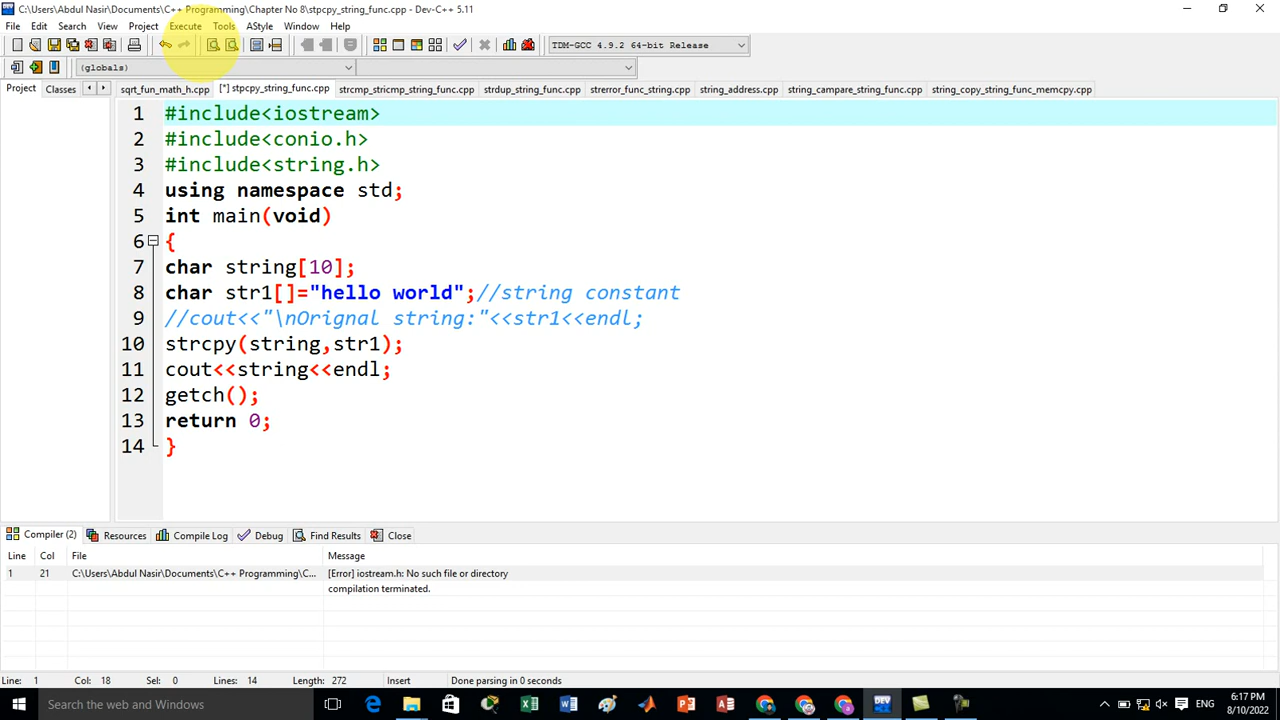 C:\Users\Abdul Nasir\Documents\C++ Programming\Chapter No 8\stpcpy_string_func.cpp - Dev-C++ 5.11
File Edit Search View Project Execute Tools AStyle Window Help
TDM-GCC 4.9.2 64-bit Release
(globals)
Project Classes sqrt_fun_math_h.cpp [*] stpcpy_string_func.cpp strcmp_stricmp_string_func.cpp strdup_string_func.cpp strerror_func_string.cpp string_address.cpp string_campare_string_func.cpp string_copy_string_func_memcpy.cpp
1 #include<iostream>
2 #include<conio.h>
3 #include<string.h>
4 using namespace std;
5 int main(void)
6 {
7 char string[10];
8 char str1[]="hello world";//string constant
9 //cout<<"\nOrignal string:"<<str1<<endl;
10 strcpy(string,str1);
11 cout<<string<<endl;
12 getch();
13 return 0;
14 }
Compiler (2) Resources Compile Log Debug Find Results Close
Line Col File Message
1 21 C:\Users\Abdul Nasir\Documents\C++ Programming\C... [Error] iostream.h: No such file or directory
compilation terminated.
Line: 1 Col: 18 Sel: 0 Lines: 14 Length: 272 Insert Done parsing in 0 seconds
Search the web and Windows
ENG
6:17 PM
8/10/2022